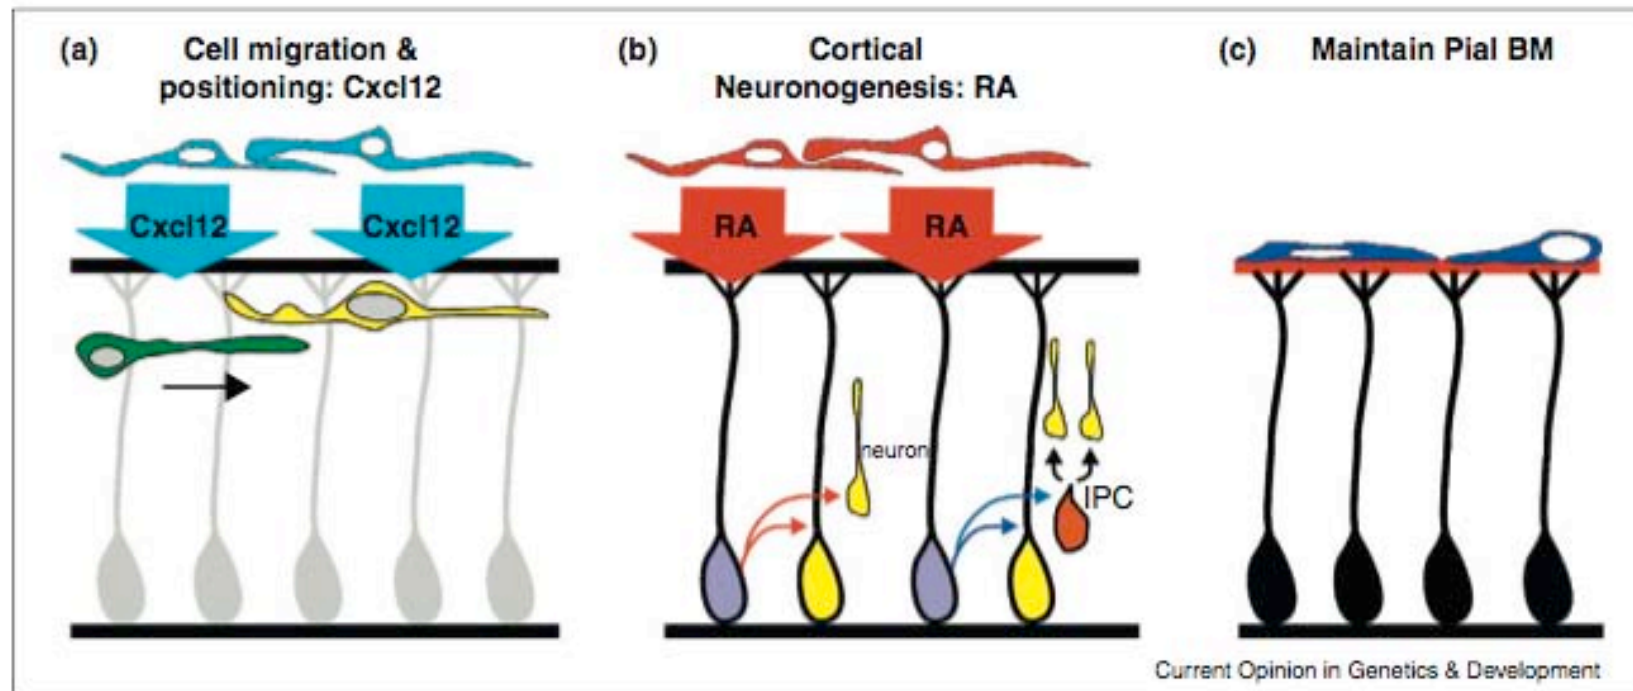 (a) Cell migration &
positioning: Cxcl12
Cxcl12 Cxcl12
(b) Cortical
Neuronogenesis: RA
RA RA
neuron
IPC
(c) Maintain Pial BM
Current Opinion in Genetics & Development